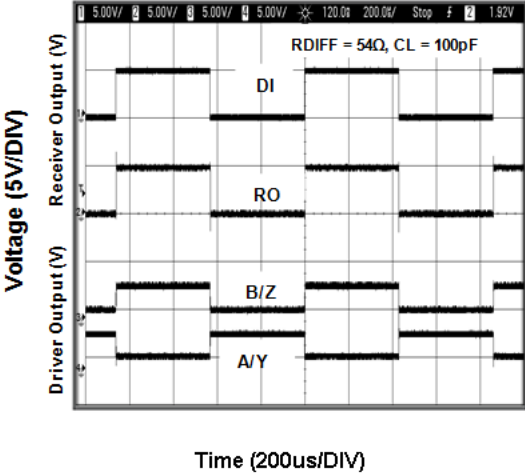 1 5.00V/ 2 5.00V/ 3 5.00V/ 4 5.00V/ 120.0s 200.0s/ Stop 2 1.92V
RDIFF = 54Ω, CL = 100pF
DI
RO
B/Z
A/Y
Voltage (5V/DIV)
Receiver Output (V)
Driver Output (V)
Time (200us/DIV)